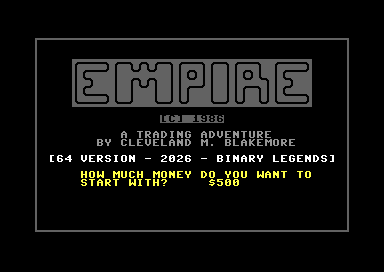 EMPIRE
[C] 1986
A TRADING ADVENTURE
BY CLEVELAND M. BLAKEMORE
[64 VERSION - 2026 - BINARY LEGENDS]
HOW MUCH MONEY DO YOU WANT TO
START WITH? $500